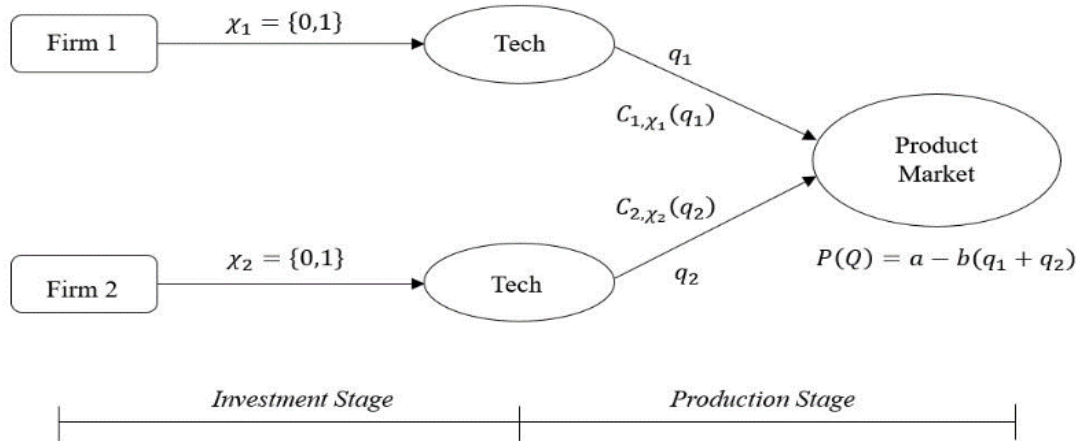 Firm 1
χ₁ = {0,1}
Tech
q₁
C₁,χ₁(q₁)
Product
Market
C₂,χ₂(q₂)
Firm 2
χ₂ = {0,1}
Tech
q₂
P(Q) = a − b(q₁ + q₂)
Investment Stage
Production Stage